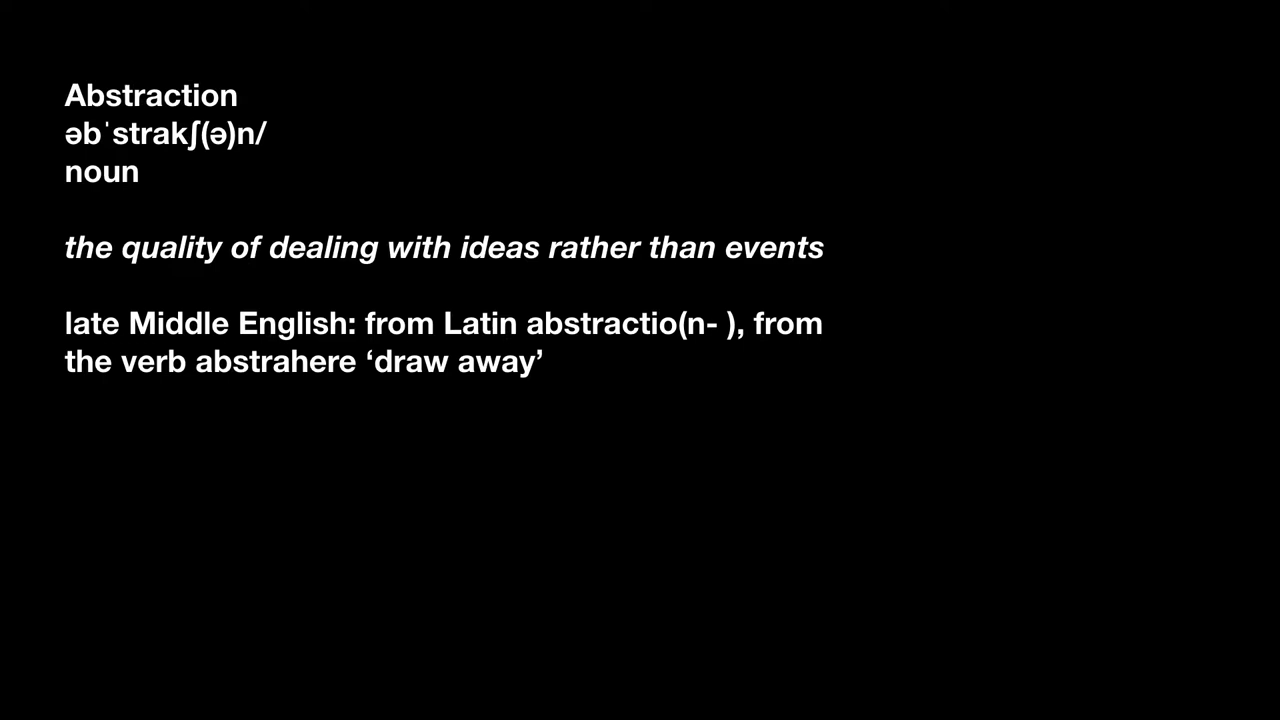 Abstraction
əbˈstrakʃ(ə)n/
noun
the quality of dealing with ideas rather than events
late Middle English: from Latin abstractio(n- ), from
the verb abstrahere ‘draw away’